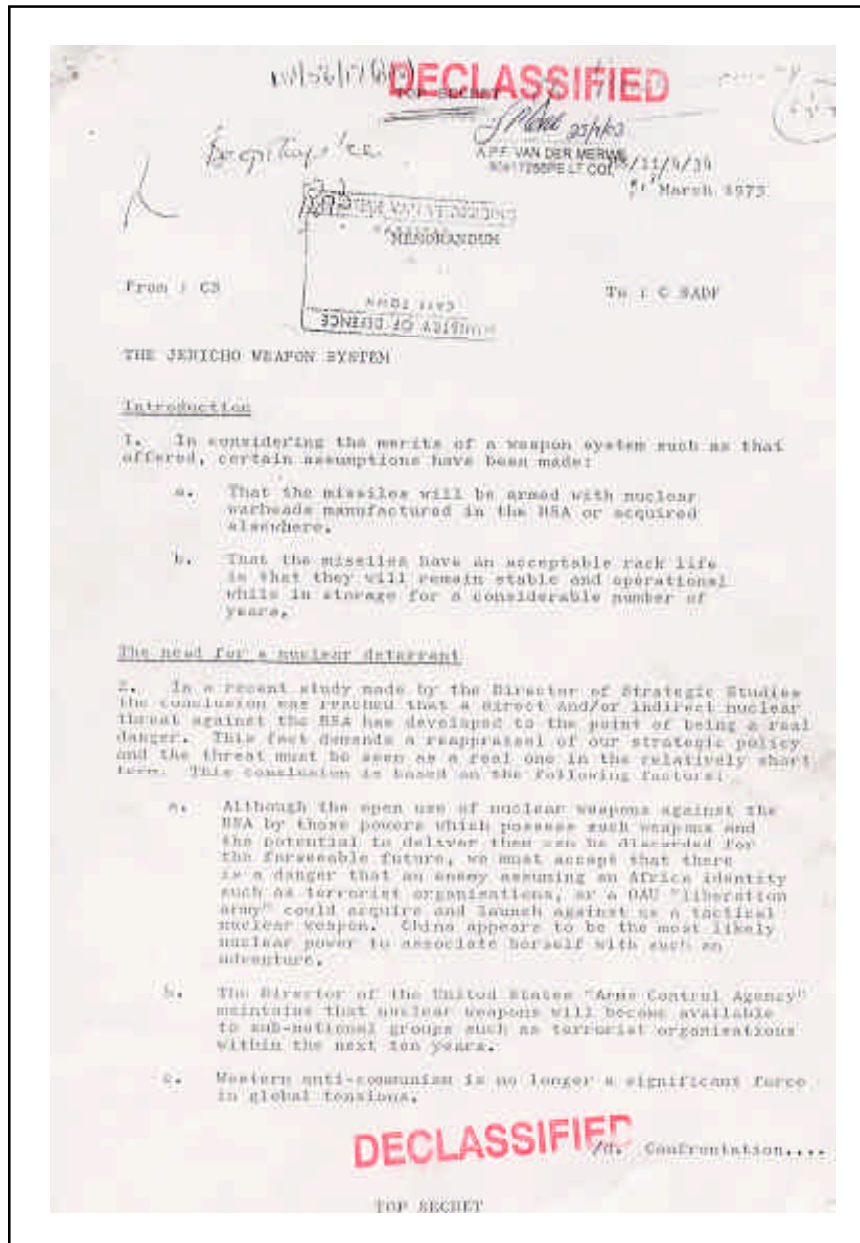 DECLASSIFIED
TOP SECRET
25/1/03
A.P.F. VAN DER MERWE
LT COL
/11/4/34
March 1975
MEMORANDUM
From : CS
To : C SADF
CAPE TOWN
MINISTRY OF DEFENCE
THE JERICHO WEAPON SYSTEM
Introduction
1. In considering the merits of a weapon system such as that
offered, certain assumptions have been made:
a. That the missiles will be armed with nuclear
warheads manufactured in the RSA or acquired
elsewhere.
b. That the missiles have an acceptable rack life
is that they will remain stable and operational
while in storage for a considerable number of
years.
The need for a nuclear deterrant
2. In a recent study made by the Director of Strategic Studies
the conclusion was reached that a direct and/or indirect nuclear
threat against the RSA has developed to the point of being a real
danger. This fact demands a reappraisal of our strategic policy
and the threat must be seen as a real one in the relatively short
term. This conclusion is based on the following factors:
a. Although the open use of nuclear weapons against the
RSA by those powers which possess such weapons and
the potential to deliver them can be discarded for
the forseeable future, we must accept that there
is a danger that an enemy assuming an Africa identity
such as terrorist organisations, or a OAU "liberation
army" could acquire and launch against us a tactical
nuclear weapon. China appears to be the most likely
nuclear power to associate herself with such an
adventure.
b. The Director of the United States "Arms Control Agency"
maintains that nuclear weapons will become available
to sub-national groups such as terrorist organisations
within the next ten years.
c. Western anti-communism is no longer a significant force
in global tensions.
DECLASSIFIED
/d. Confrontation....
TOP SECRET